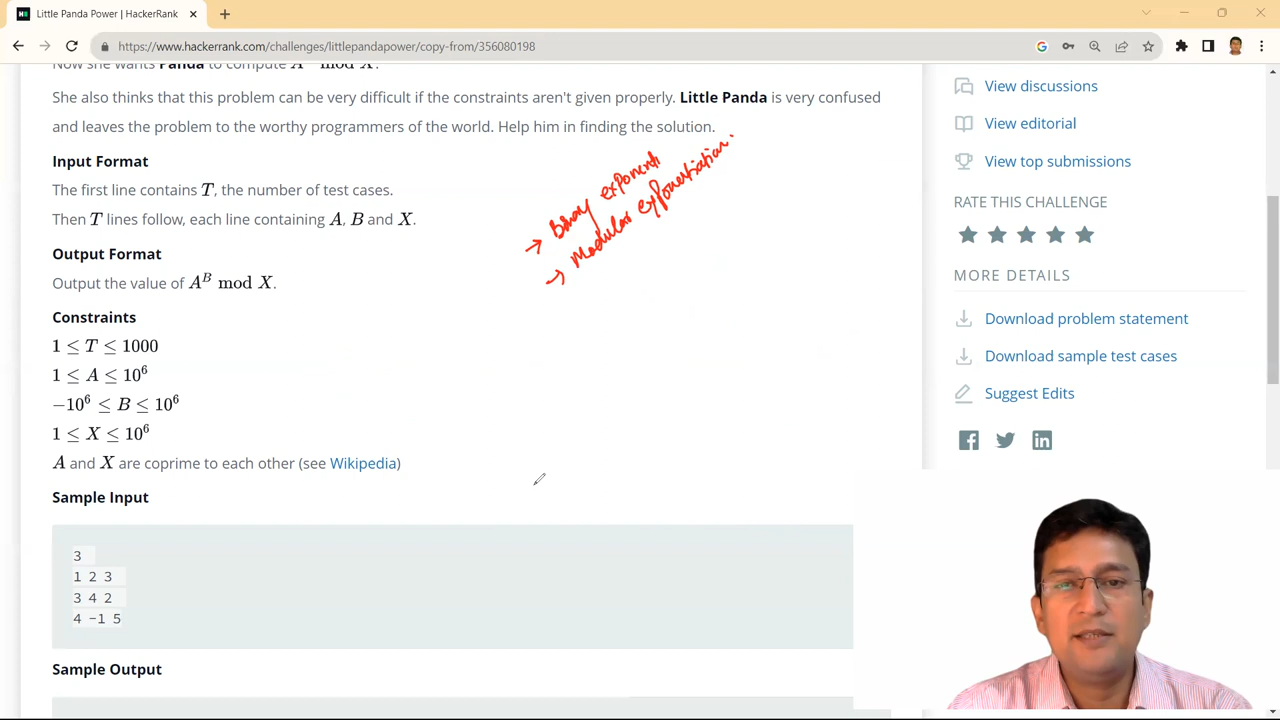 Little Panda Power | HackerRank
https://www.hackerrank.com/challenges/littlepandapower/copy-from/356080198
Now she wants Panda to compute A mod X.
She also thinks that this problem can be very difficult if the constraints aren't given properly. Little Panda is very confused
and leaves the problem to the worthy programmers of the world. Help him in finding the solution.
Input Format
The first line contains T, the number of test cases.
Then T lines follow, each line containing A, B and X.
Output Format
Output the value of A^B mod X.
Constraints
1 ≤ T ≤ 1000
1 ≤ A ≤ 10^6
−10^6 ≤ B ≤ 10^6
1 ≤ X ≤ 10^6
A and X are coprime to each other (see Wikipedia)
Sample Input
3
1 2 3
3 4 2
4 -1 5
Sample Output
→ Binary exponent
→ Modular exponentiation.
View discussions
View editorial
View top submissions
RATE THIS CHALLENGE
MORE DETAILS
Download problem statement
Download sample test cases
Suggest Edits